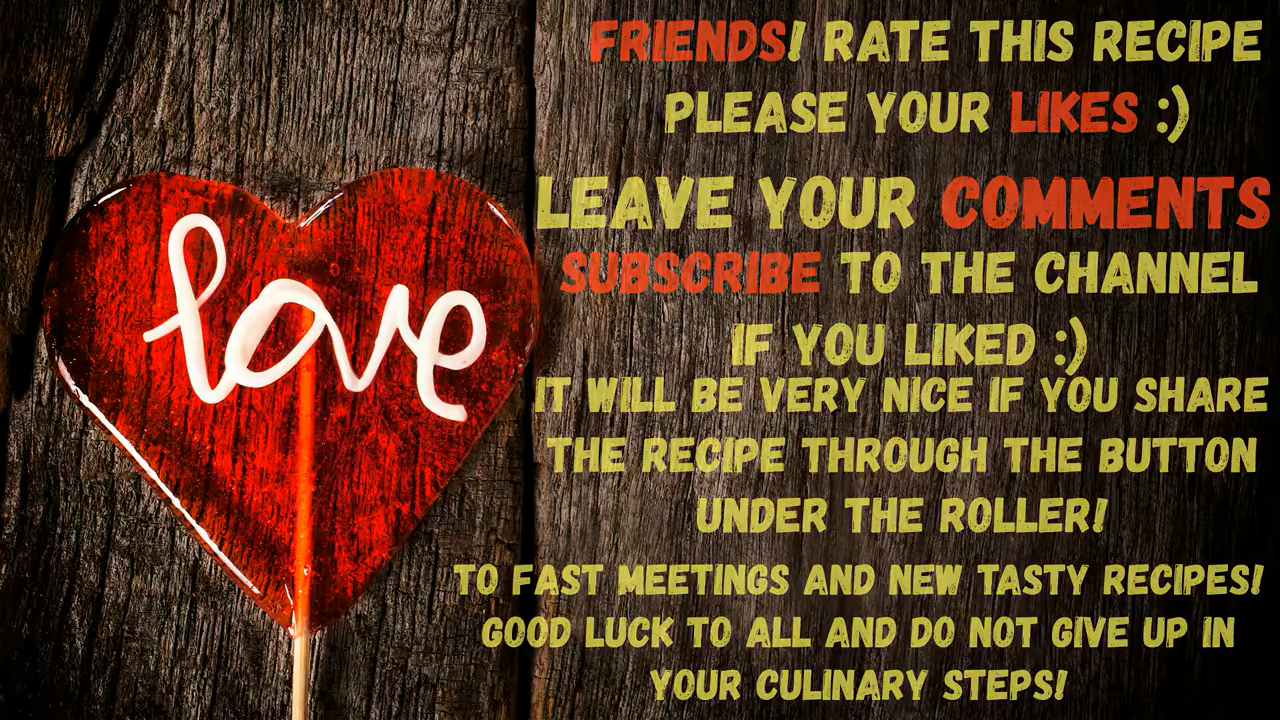 FRIENDS! RATE THIS RECIPE
PLEASE YOUR LIKES :)
LEAVE YOUR COMMENTS
SUBSCRIBE TO THE CHANNEL
IF YOU LIKED :)
IT WILL BE VERY NICE IF YOU SHARE
THE RECIPE THROUGH THE BUTTON
UNDER THE ROLLER!
TO FAST MEETINGS AND NEW TASTY RECIPES!
GOOD LUCK TO ALL AND DO NOT GIVE UP IN
YOUR CULINARY STEPS!
love